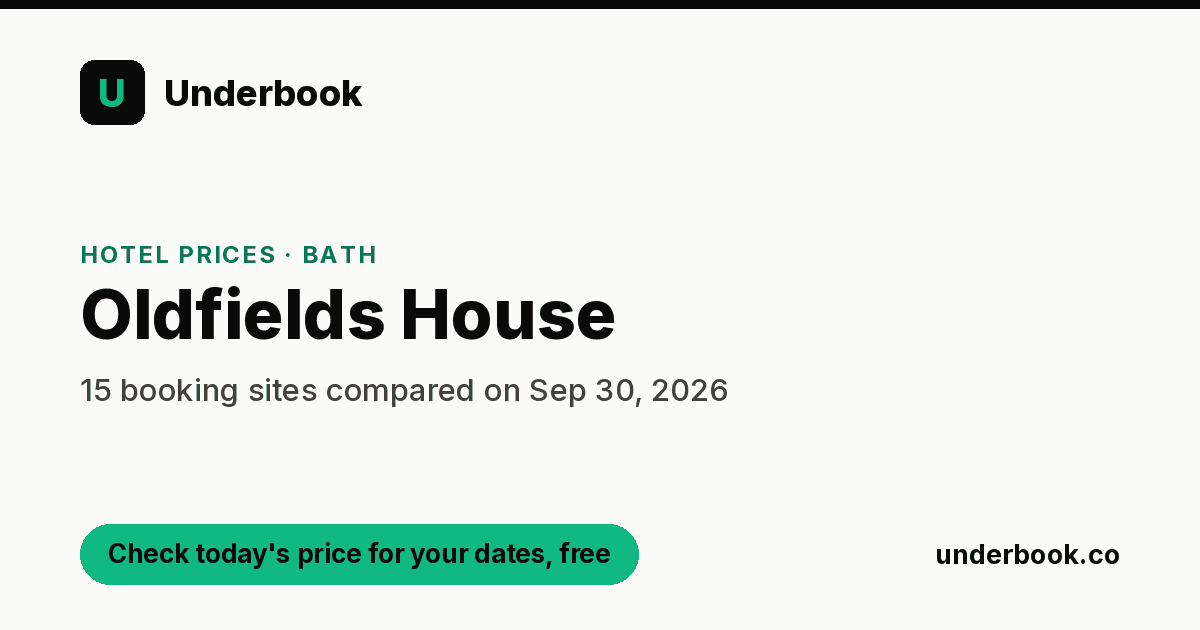 U Underbook
HOTEL PRICES · BATH
Oldfields House
15 booking sites compared on Sep 30, 2026
Check today's price for your dates, free
underbook.co